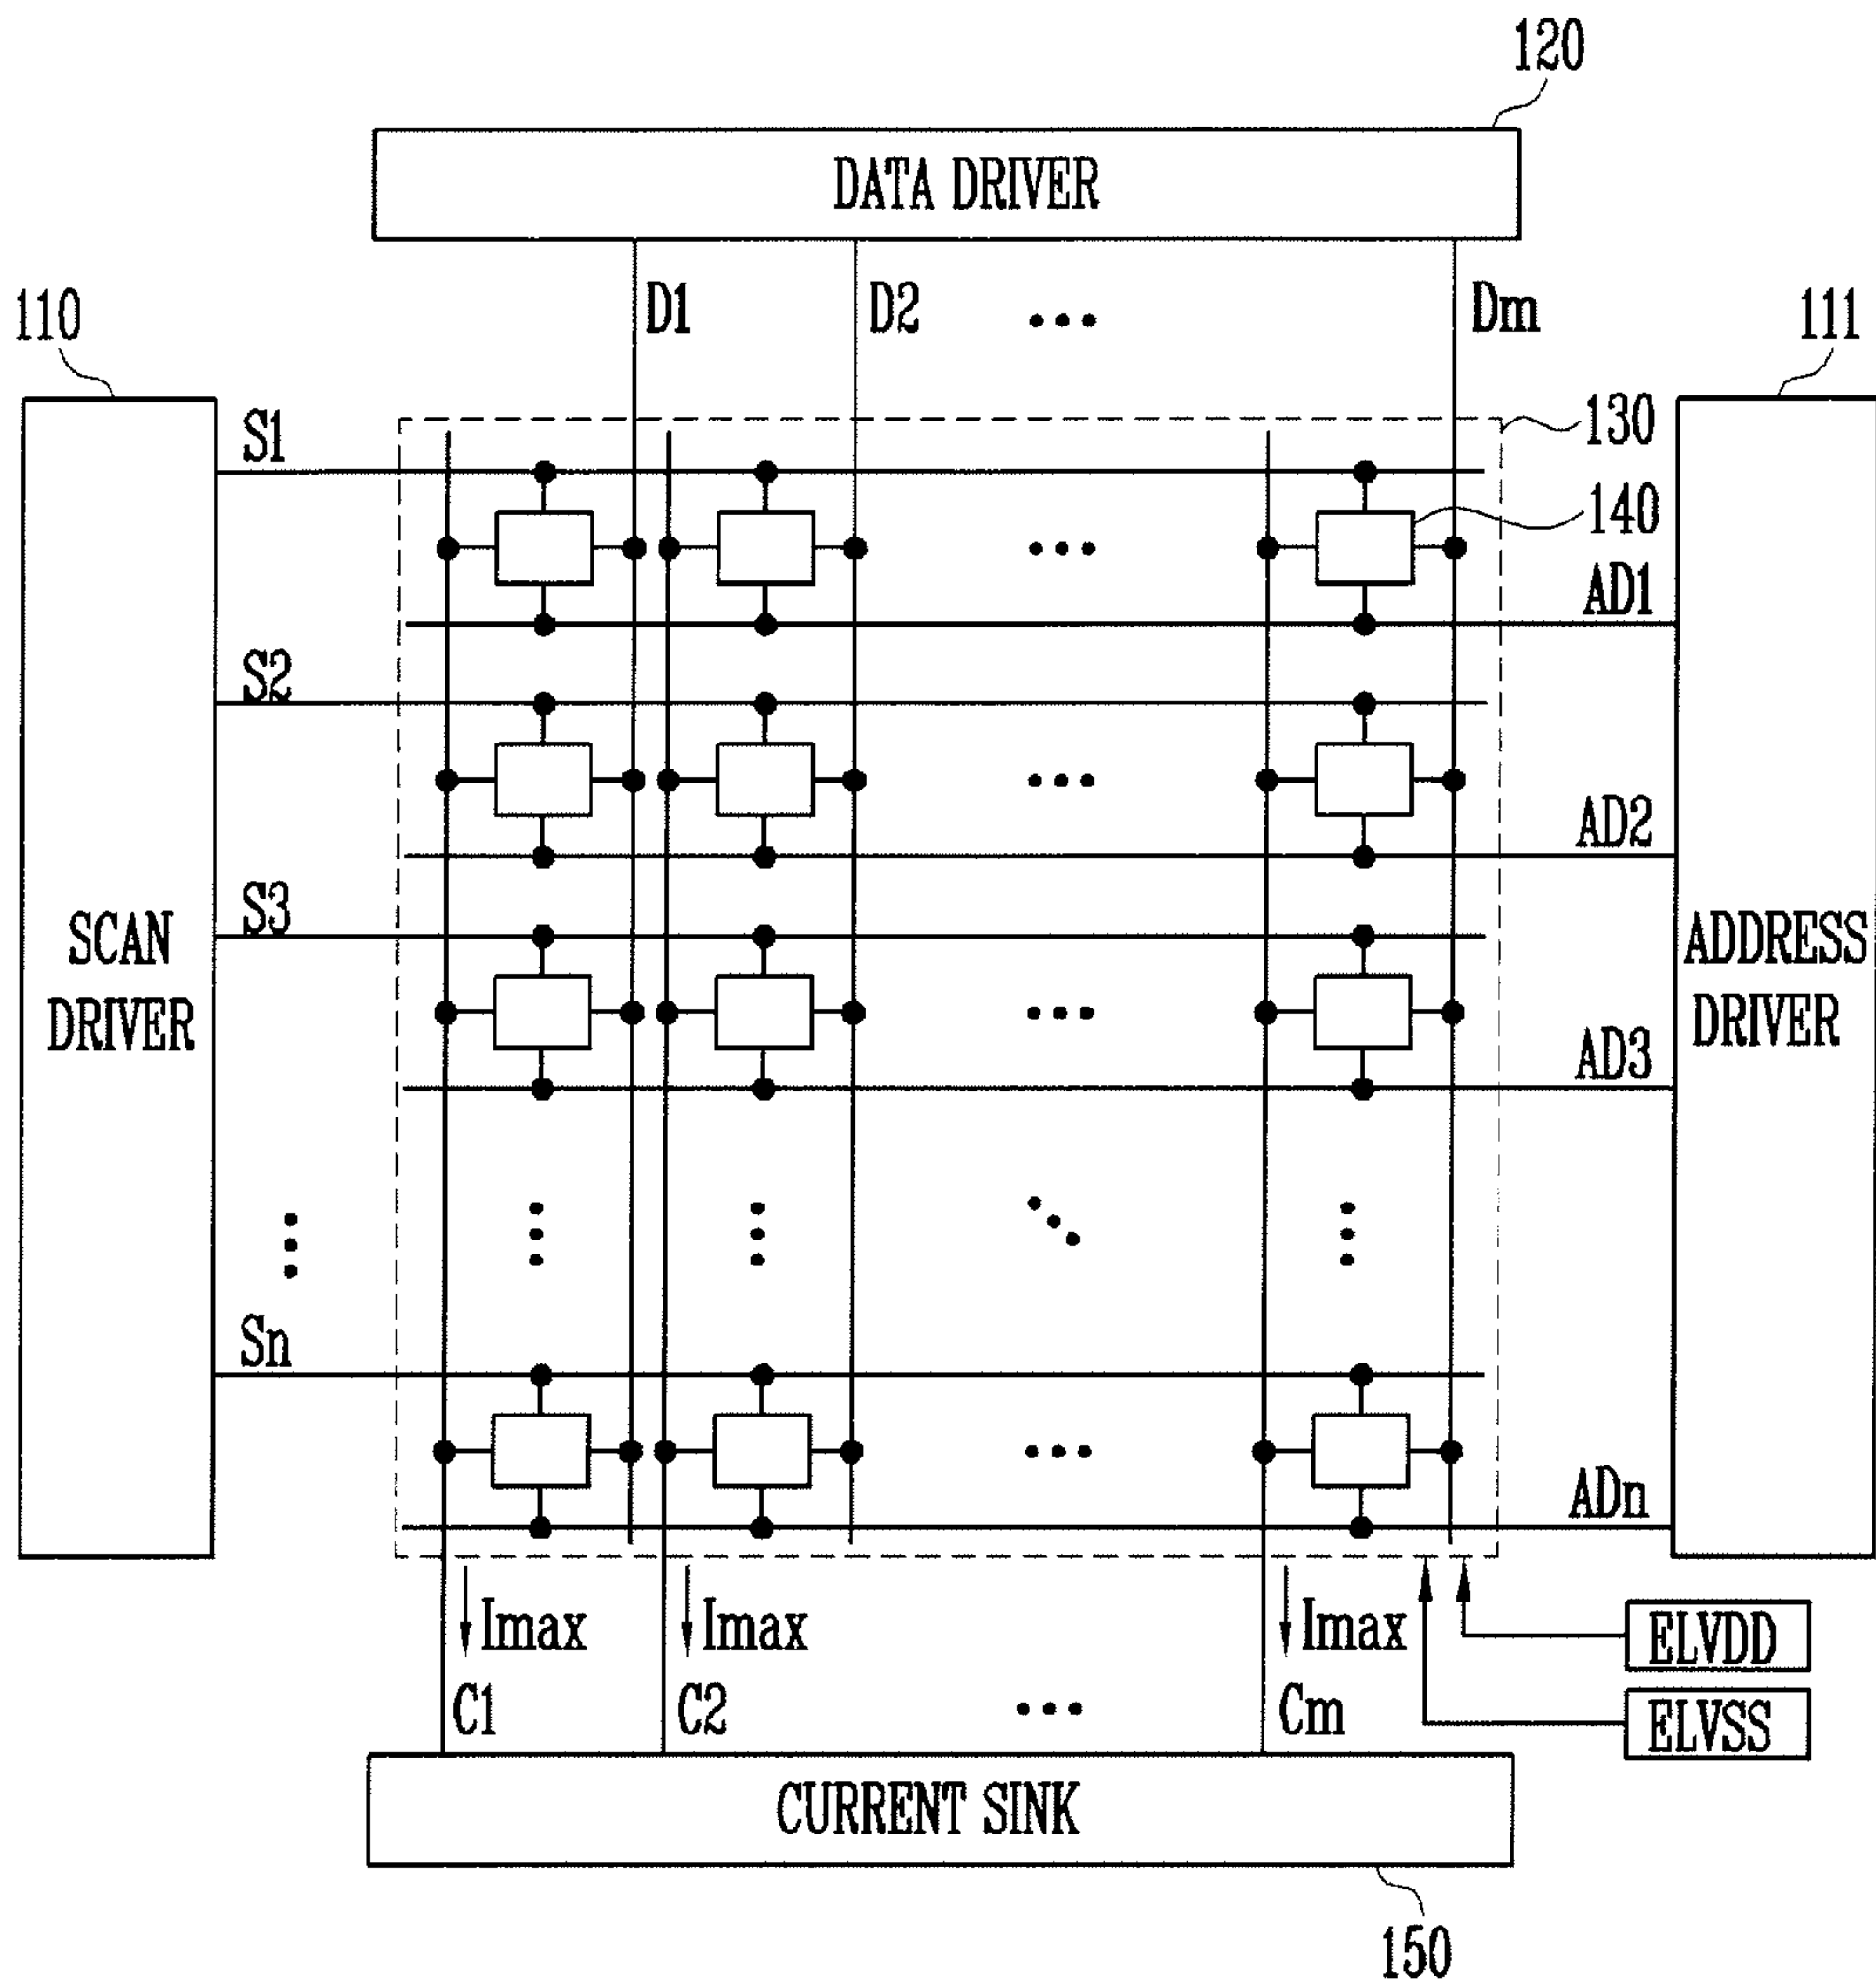 120
DATA DRIVER
D1 D2 Dm
110
111
S1
130
140
AD1
S2
AD2
S3
SCAN
DRIVER
ADDRESS
DRIVER
AD3
Sn
ADn
Imax Imax Imax
ELVDD
C1 C2 Cm
ELVSS
CURRENT SINK
150